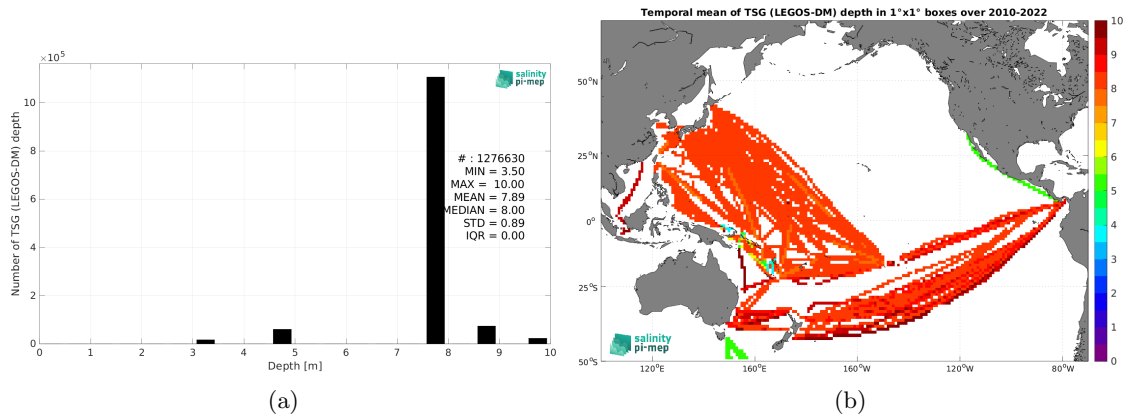 ×10⁵
10
8
6
4
2
0
Number of TSG (LEGOS-DM) depth
salinity
pi-mep
# : 1276630
MIN = 3.50
MAX = 10.00
MEAN = 7.89
MEDIAN = 8.00
STD = 0.89
IQR = 0.00
0 1 2 3 4 5 6 7 8 9 10
Depth [m]
(a)
Temporal mean of TSG (LEGOS-DM) depth in 1°x1° boxes over 2010-2022
50°N
25°N
0°
25°S
50°S
120°E 160°E 160°W 120°W 80°W
salinity
pi-mep
10
9
8
7
6
5
4
3
2
1
0
(b)